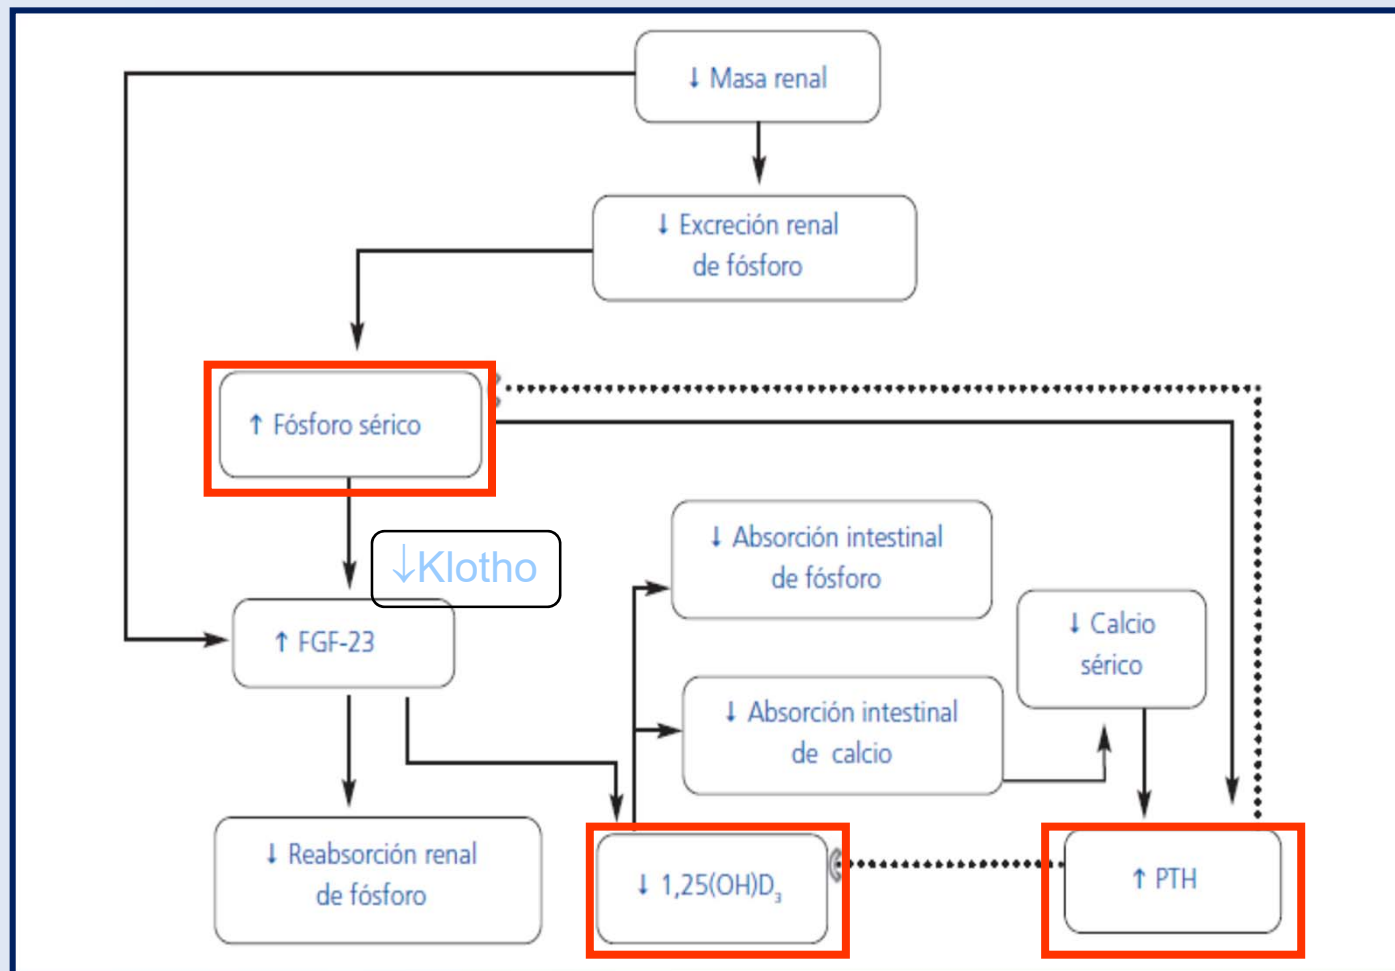 ↓ Masa renal
↓ Excreción renal
de fósforo
↑ Fósforo sérico
↓Klotho
↑ FGF-23
↓ Absorción intestinal
de fósforo
↓ Calcio
sérico
↓ Absorción intestinal
de calcio
↓ Reabsorción renal
de fósforo
↓ 1,25(OH)D₃
↑ PTH